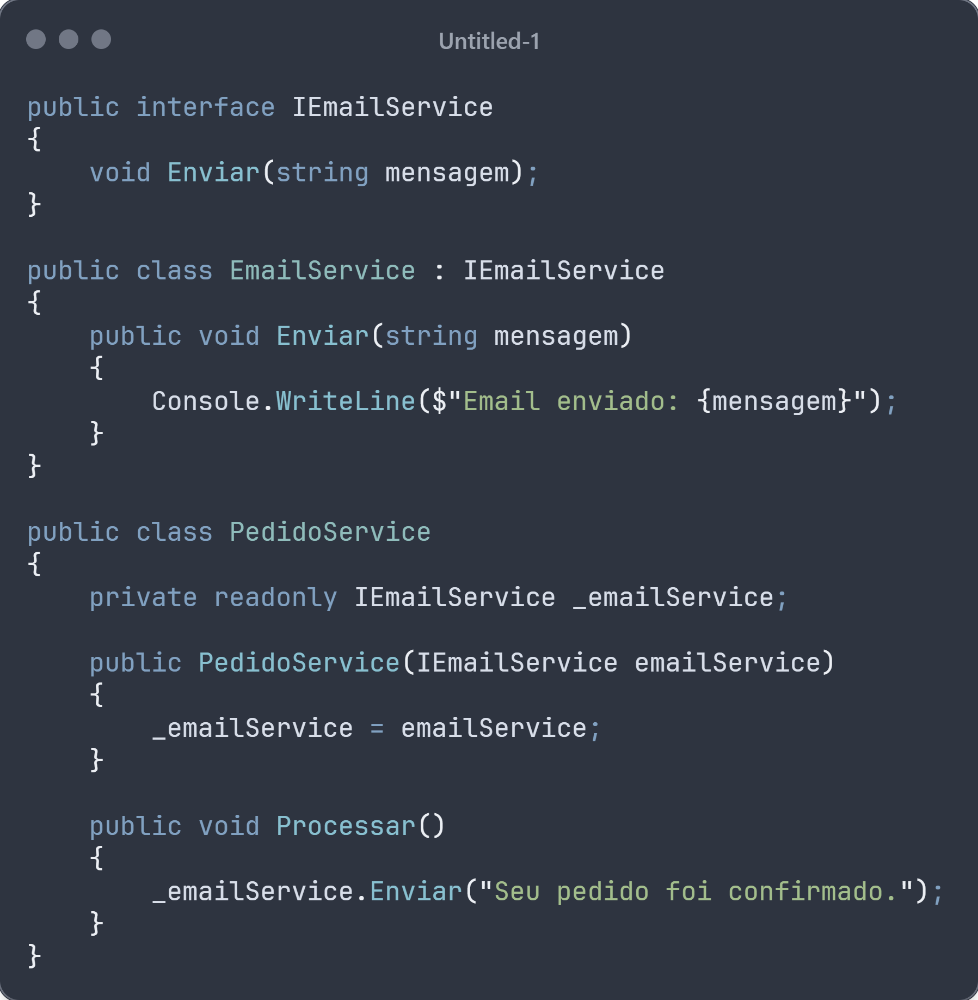 Untitled-1
public interface IEmailService
{
    void Enviar(string mensagem);
}

public class EmailService : IEmailService
{
    public void Enviar(string mensagem)
    {
        Console.WriteLine($"Email enviado: {mensagem}");
    }
}

public class PedidoService
{
    private readonly IEmailService _emailService;

    public PedidoService(IEmailService emailService)
    {
        _emailService = emailService;
    }

    public void Processar()
    {
        _emailService.Enviar("Seu pedido foi confirmado.");
    }
}